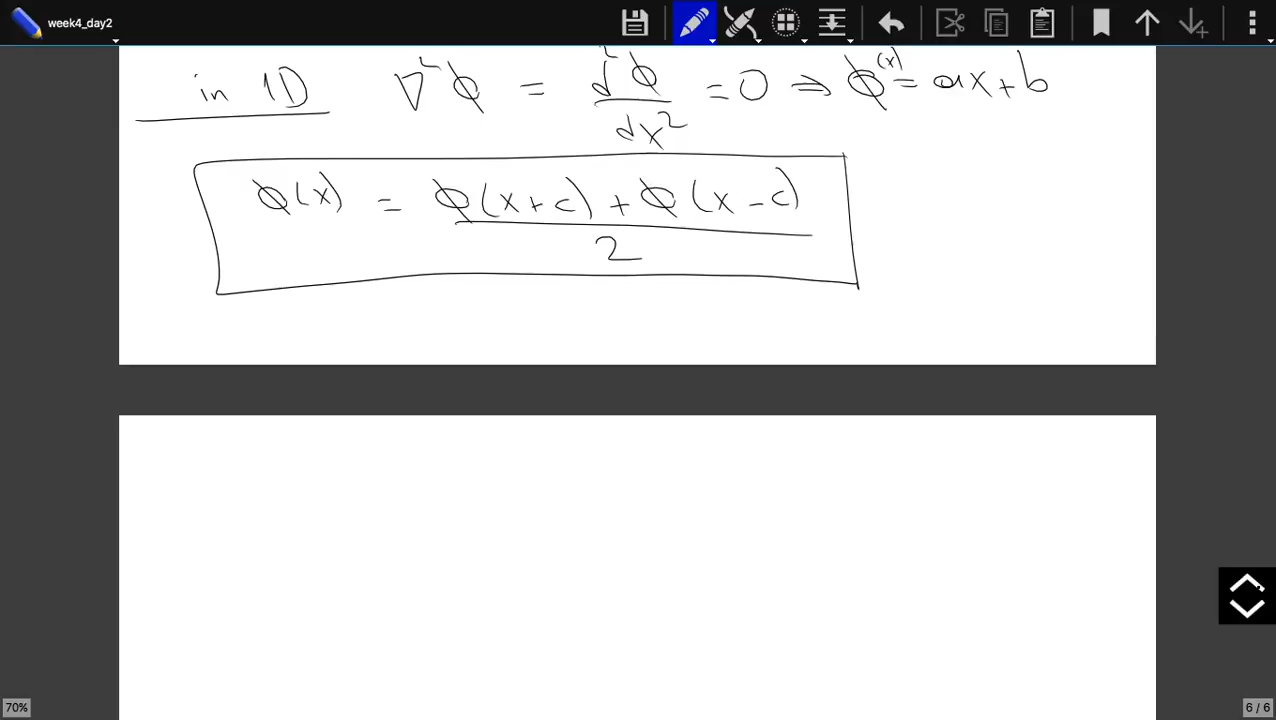 week4_day2
in 1D ∇²ϕ = d²ϕ/dx² = 0 ⇒ ϕ(x) = ax + b
ϕ(x) = ϕ(x+c) + ϕ(x-c)
2
70%
6 / 6